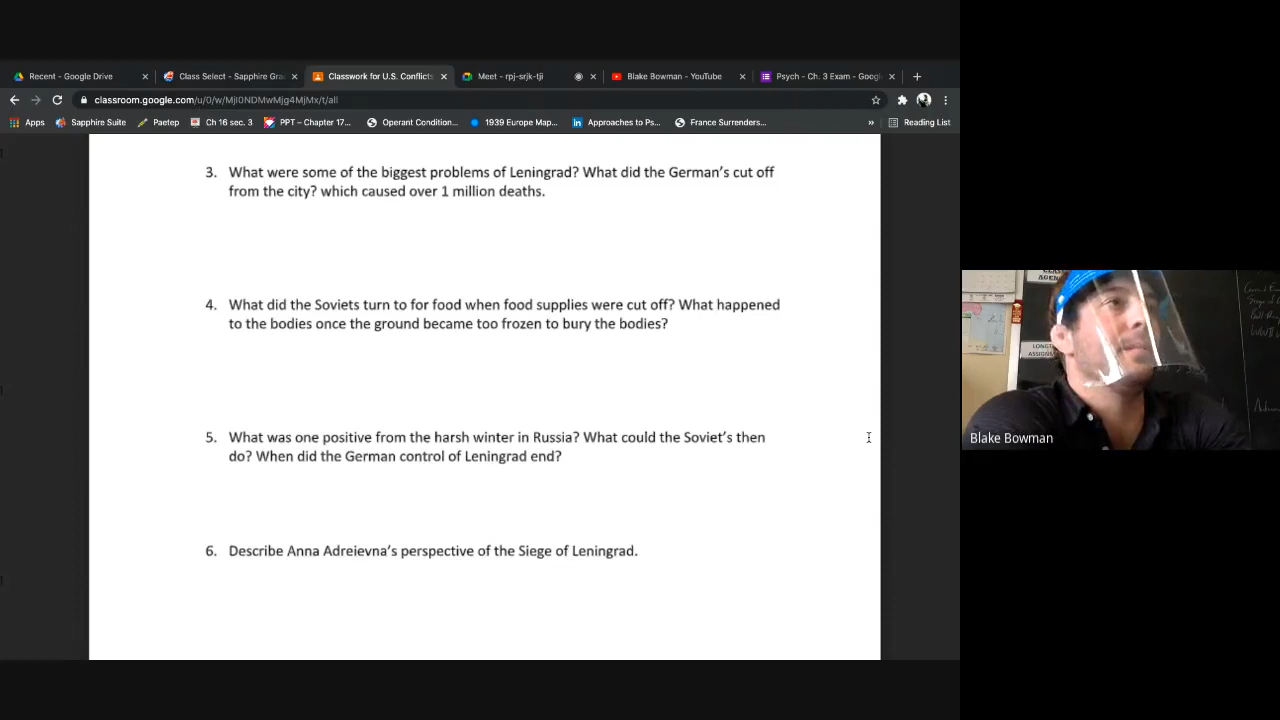 Recent - Google Drive
Class Select - Sapphire Gra
Classwork for U.S. Conflicts
Meet - rpj-srjk-tji
Blake Bowman - YouTube
Psych - Ch. 3 Exam - Googl
classroom.google.com/u/0/w/MjI0NDMwMjg4MjMx/t/all
Apps
Sapphire Suite
Paetep
Ch 16 sec. 3
PPT – Chapter 17...
Operant Condition...
1939 Europe Map...
Approaches to Ps...
France Surrenders...
»
Reading List
3. What were some of the biggest problems of Leningrad? What did the German's cut off
from the city? which caused over 1 million deaths.
4. What did the Soviets turn to for food when food supplies were cut off? What happened
to the bodies once the ground became too frozen to bury the bodies?
5. What was one positive from the harsh winter in Russia? What could the Soviet's then
do? When did the German control of Leningrad end?
6. Describe Anna Adreievna's perspective of the Siege of Leningrad.
Blake Bowman